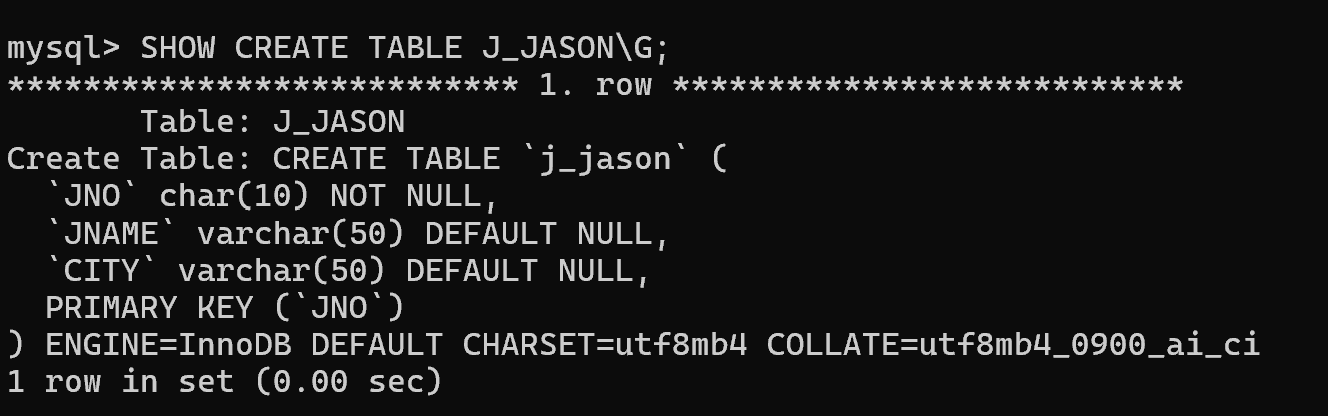 mysql> SHOW CREATE TABLE J_JASON\G;
*************************** 1. row ***************************
       Table: J_JASON
Create Table: CREATE TABLE `j_jason` (
  `JNO` char(10) NOT NULL,
  `JNAME` varchar(50) DEFAULT NULL,
  `CITY` varchar(50) DEFAULT NULL,
  PRIMARY KEY (`JNO`)
) ENGINE=InnoDB DEFAULT CHARSET=utf8mb4 COLLATE=utf8mb4_0900_ai_ci
1 row in set (0.00 sec)